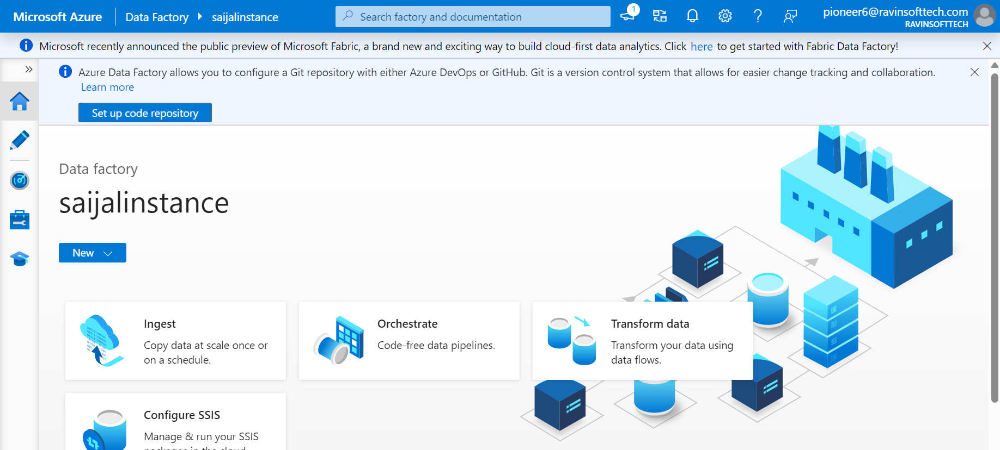 Microsoft Azure
Data Factory
saijalinstance
Search factory and documentation
1
pioneer6@ravinsofttech.com
RAVINSOFTTECH
Microsoft recently announced the public preview of Microsoft Fabric, a brand new and exciting way to build cloud-first data analytics. Click here to get started with Fabric Data Factory!
Azure Data Factory allows you to configure a Git repository with either Azure DevOps or GitHub. Git is a version control system that allows for easier change tracking and collaboration.
Learn more
Set up code repository
Data factory
saijalinstance
New
Ingest
Copy data at scale once or
on a schedule.
Orchestrate
Code-free data pipelines.
Transform data
Transform your data using
data flows.
Configure SSIS
Manage & run your SSIS
packages in the cloud